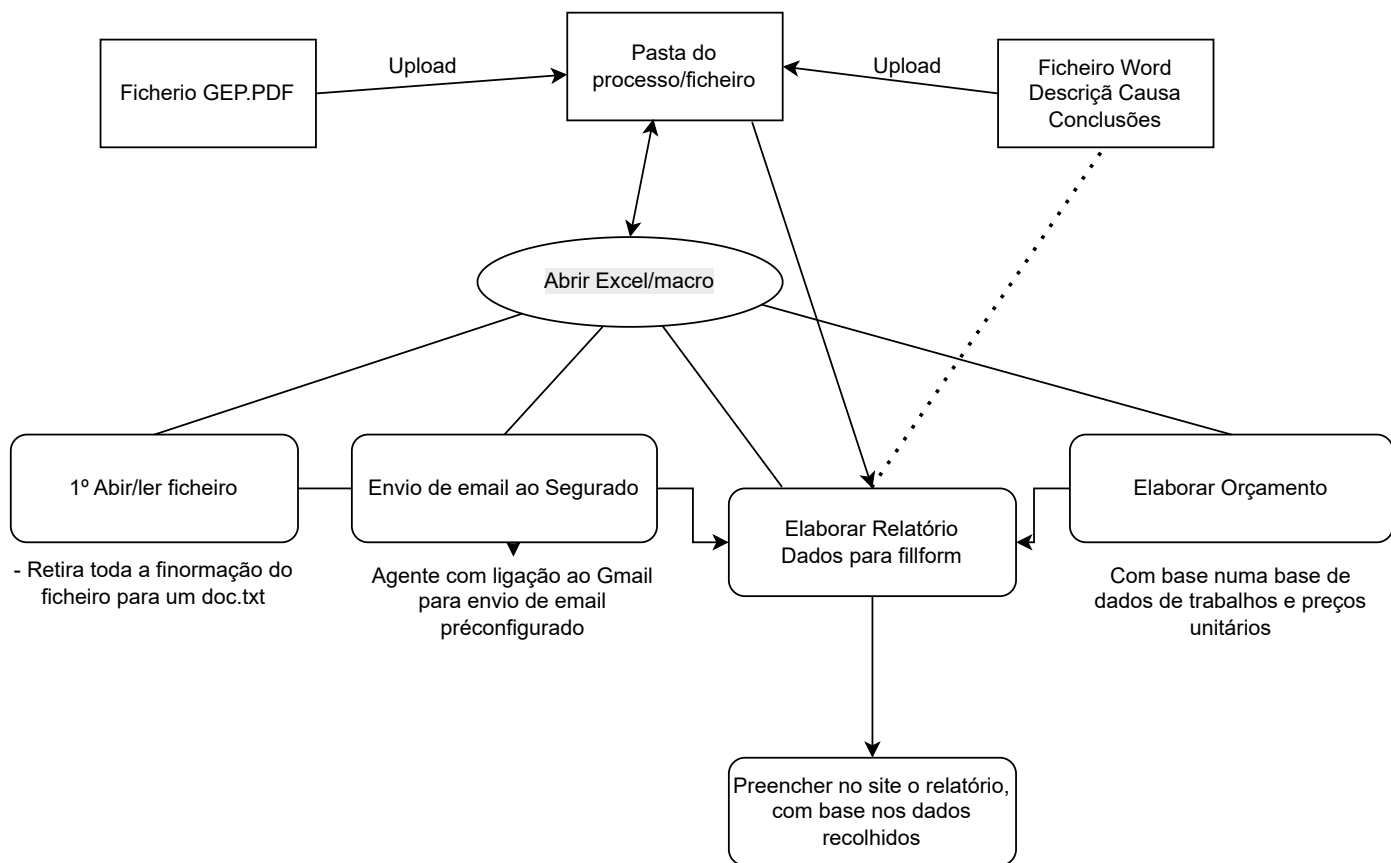 Ficherio GEP.PDF
Upload
Pasta do
processo/ficheiro
Upload
Ficheiro Word
Descriçã Causa
Conclusões
Abrir Excel/macro
1º Abir/ler ficheiro
Envio de email ao Segurado
Elaborar Relatório
Dados para fillform
Elaborar Orçamento
- Retira toda a finormação do
ficheiro para um doc.txt
Agente com ligação ao Gmail
para envio de email
préconfigurado
Com base numa base de
dados de trabalhos e preços
unitários
Preencher no site o relatório,
com base nos dados
recolhidos